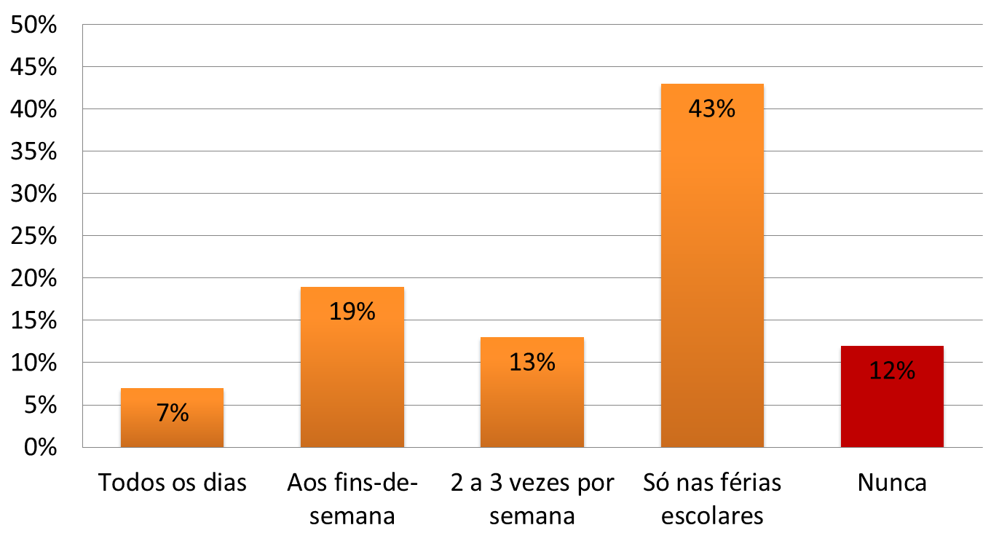 50%
45%
40%
35%
30%
25%
20%
15%
10%
5%
0%
7%
19%
13%
43%
12%
Todos os dias
Aos fins-de-
semana
2 a 3 vezes por
semana
Só nas férias
escolares
Nunca